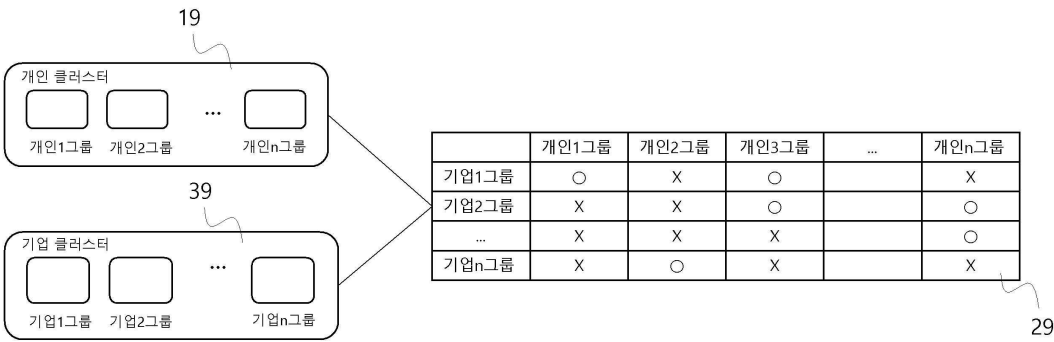 19
개인 클러스터
...
개인1그룹 개인2그룹 개인n그룹
39
기업 클러스터
...
기업1그룹 기업2그룹 기업n그룹
개인1그룹 개인2그룹 개인3그룹 ... 개인n그룹
기업1그룹 ○ X ○ X
기업2그룹 X X ○ ○
... X X X ○
기업n그룹 X ○ X X
29